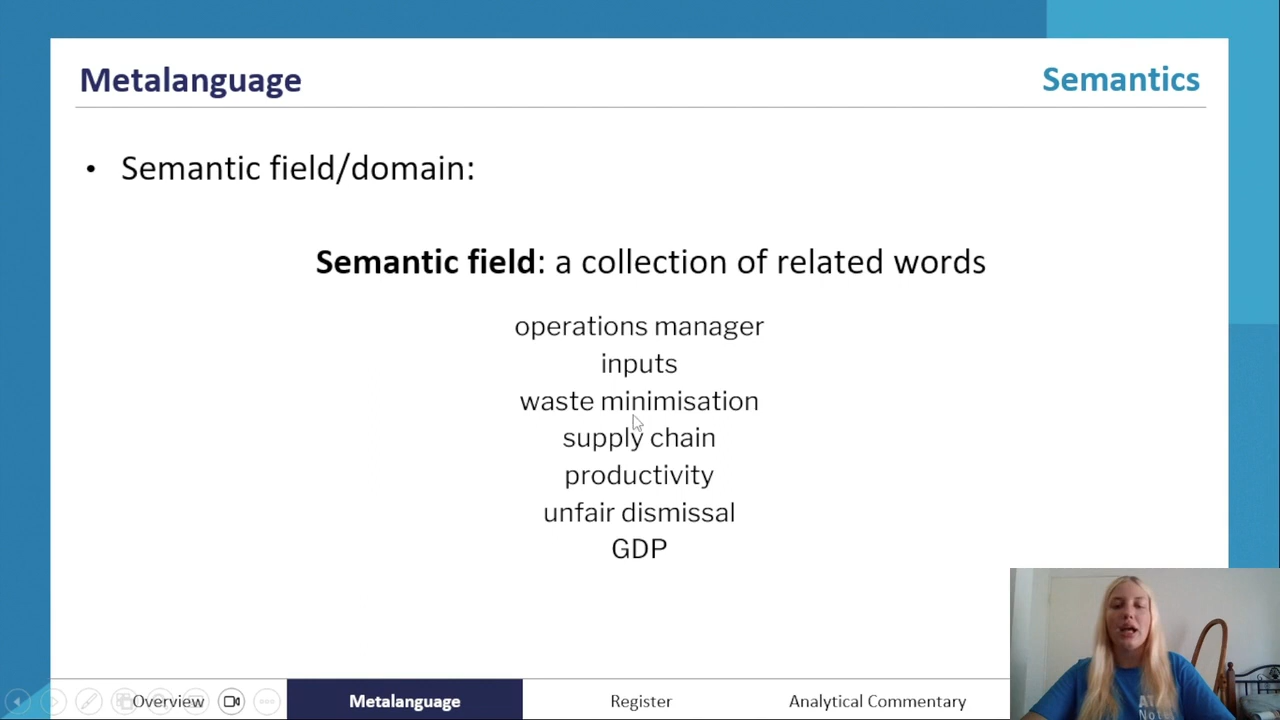 Metalanguage
Semantics
• Semantic field/domain:
Semantic field: a collection of related words
operations manager
inputs
waste minimisation
supply chain
productivity
unfair dismissal
GDP
Overview
Metalanguage
Register
Analytical Commentary